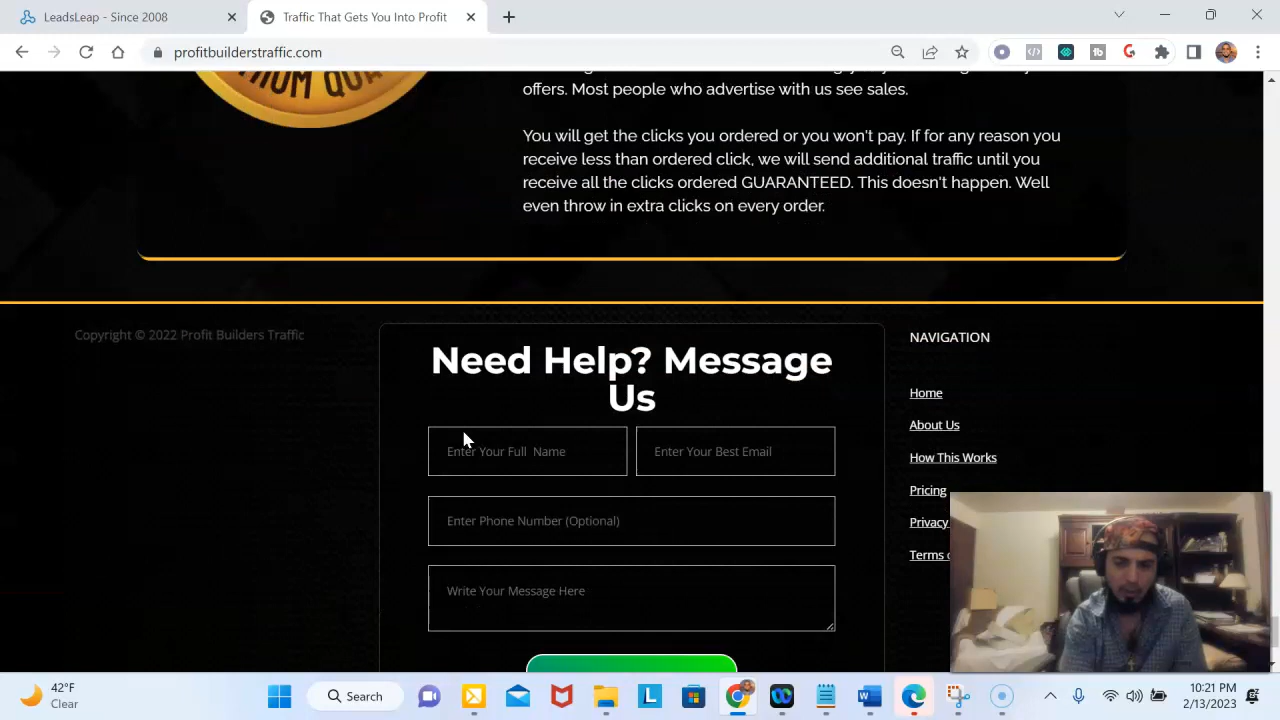 LeadsLeap - Since 2008
Traffic That Gets You Into Profit
profitbuilderstraffic.com
THUM QUA
offers. Most people who advertise with us see sales.
You will get the clicks you ordered or you won't pay. If for any reason you
receive less than ordered click, we will send additional traffic until you
receive all the clicks ordered GUARANTEED. This doesn't happen. Well
even throw in extra clicks on every order.
Copyright © 2022 Profit Builders Traffic
Need Help? Message
Us
Enter Your Full Name
Enter Your Best Email
Enter Phone Number (Optional)
Write Your Message Here
NAVIGATION
Home
About Us
How This Works
Pricing
Privacy
Terms o
42°F
Clear
Search
10:21 PM
2/13/2023